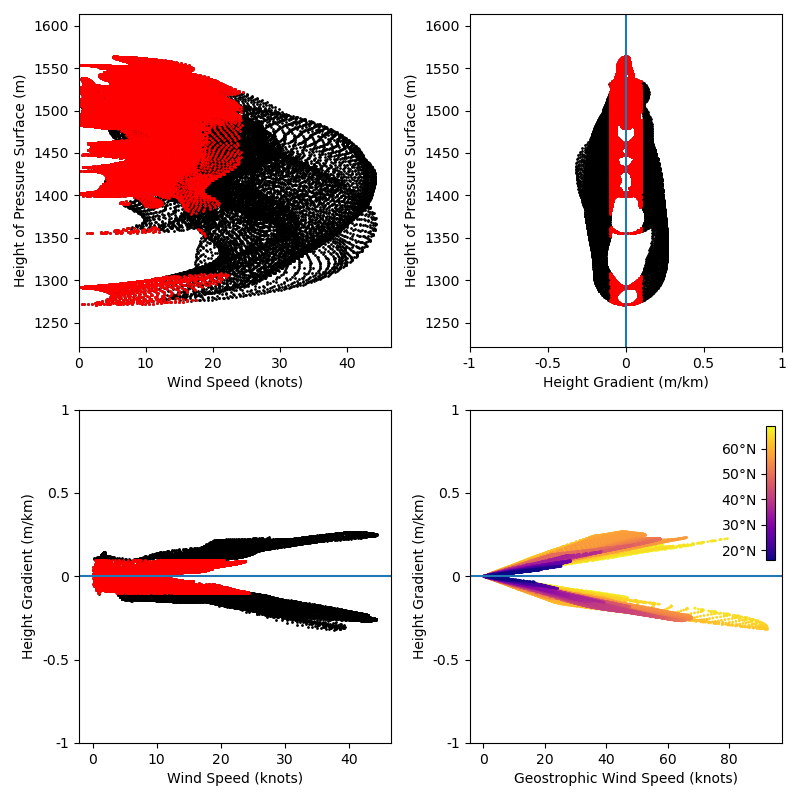 1600
1550
1500
1450
1400
1350
1300
1250
Height of Pressure Surface (m)
0 10 20 30 40
Wind Speed (knots)
1600
1550
1500
1450
1400
1350
1300
1250
Height of Pressure Surface (m)
-1 -0.5 0 0.5 1
Height Gradient (m/km)
1
0.5
0
-0.5
-1
Height Gradient (m/km)
0 10 20 30 40
Wind Speed (knots)
1
0.5
0
-0.5
-1
Height Gradient (m/km)
60°N
50°N
40°N
30°N
20°N
0 20 40 60 80
Geostrophic Wind Speed (knots)